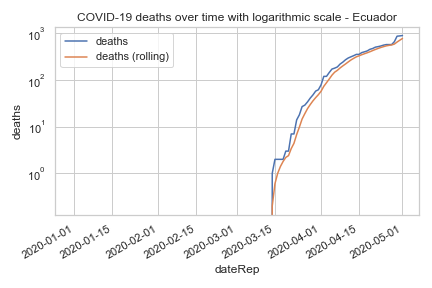 COVID-19 deaths over time with logarithmic scale - Ecuador
deaths
deaths (rolling)
10³
10²
10¹
10⁰
deaths
2020-01-01
2020-01-15
2020-02-01
2020-02-15
2020-03-01
2020-03-15
2020-04-01
2020-04-15
2020-05-01
dateRep